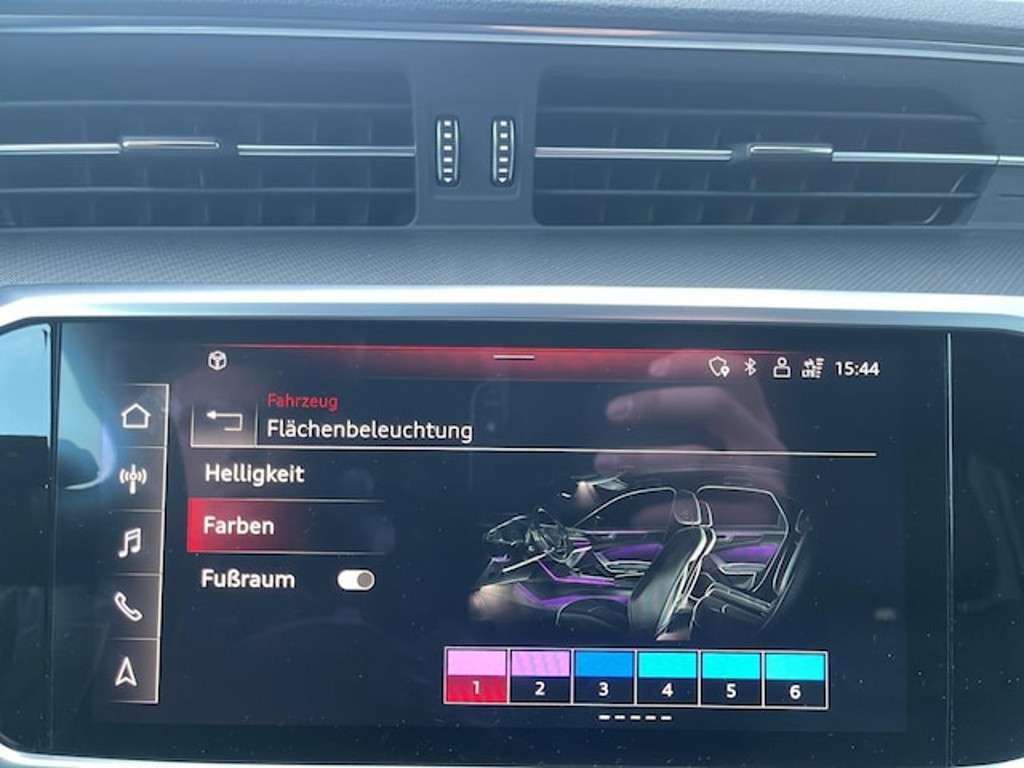 15:44
Fahrzeug
Flächenbeleuchtung
Helligkeit
Farben
Fußraum
1 2 3 4 5 6